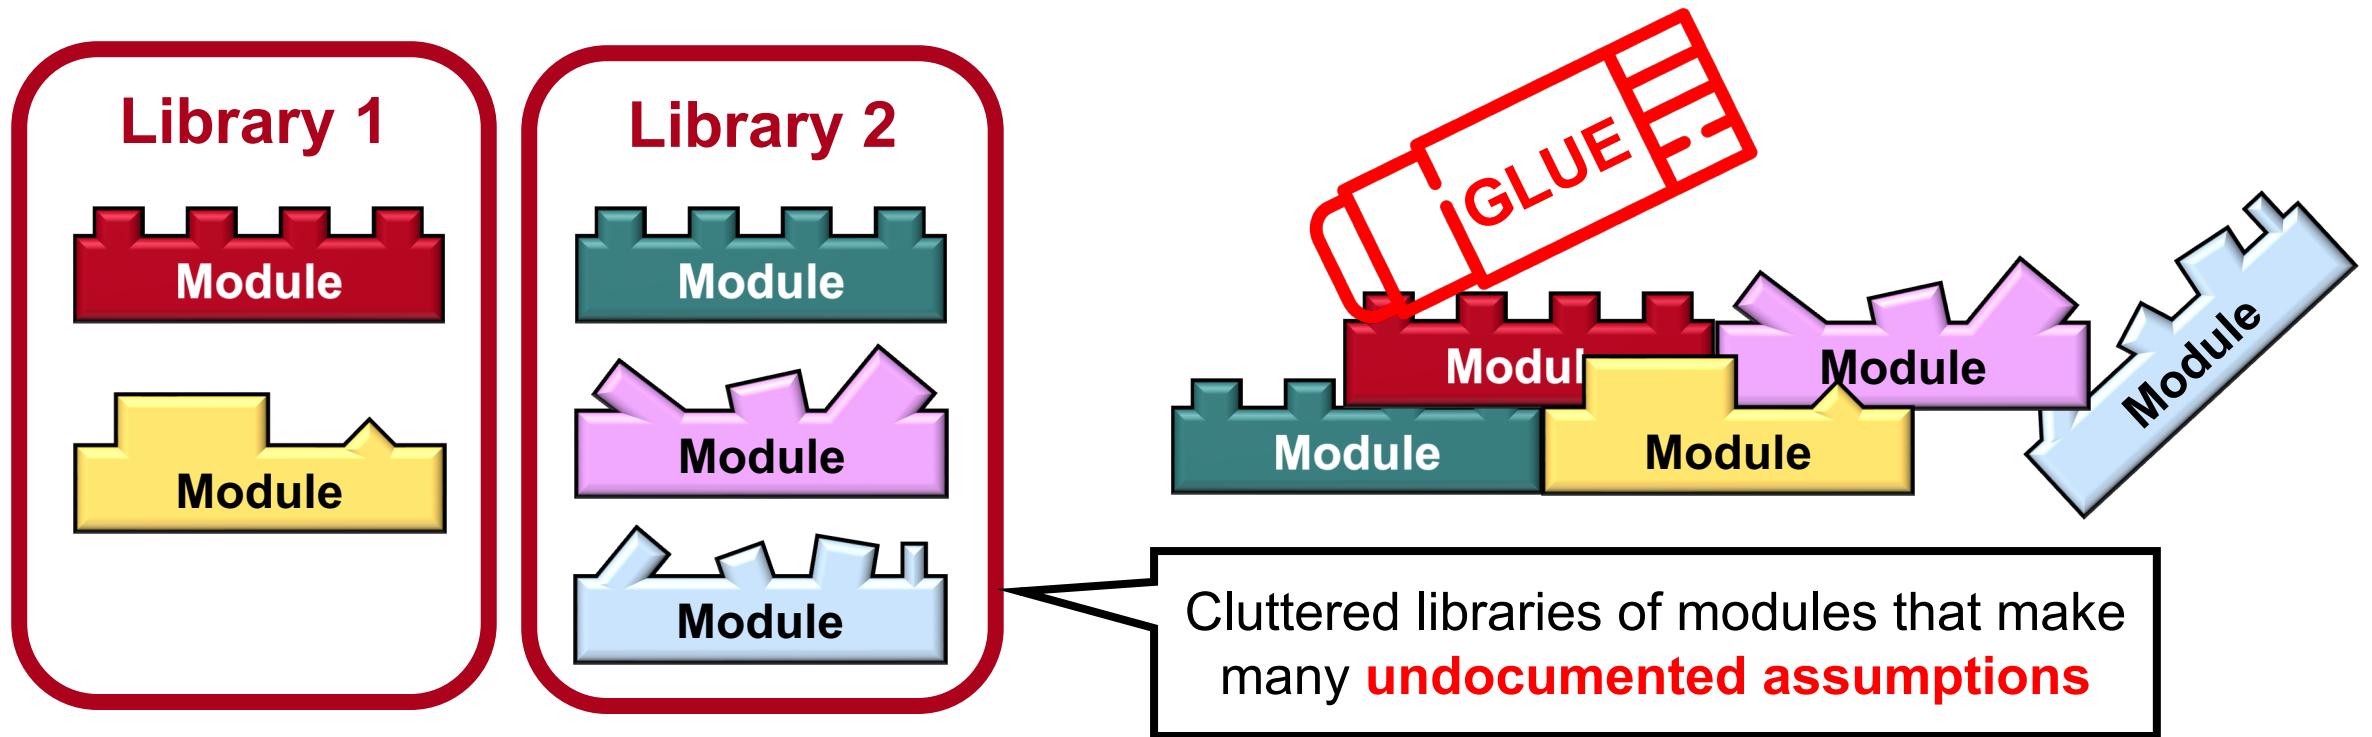 Library 1
Module
Module
Library 2
Module
Module
Module
GLUE
Modul
Module
Module
Module
Module
Cluttered libraries of modules that make
many undocumented assumptions